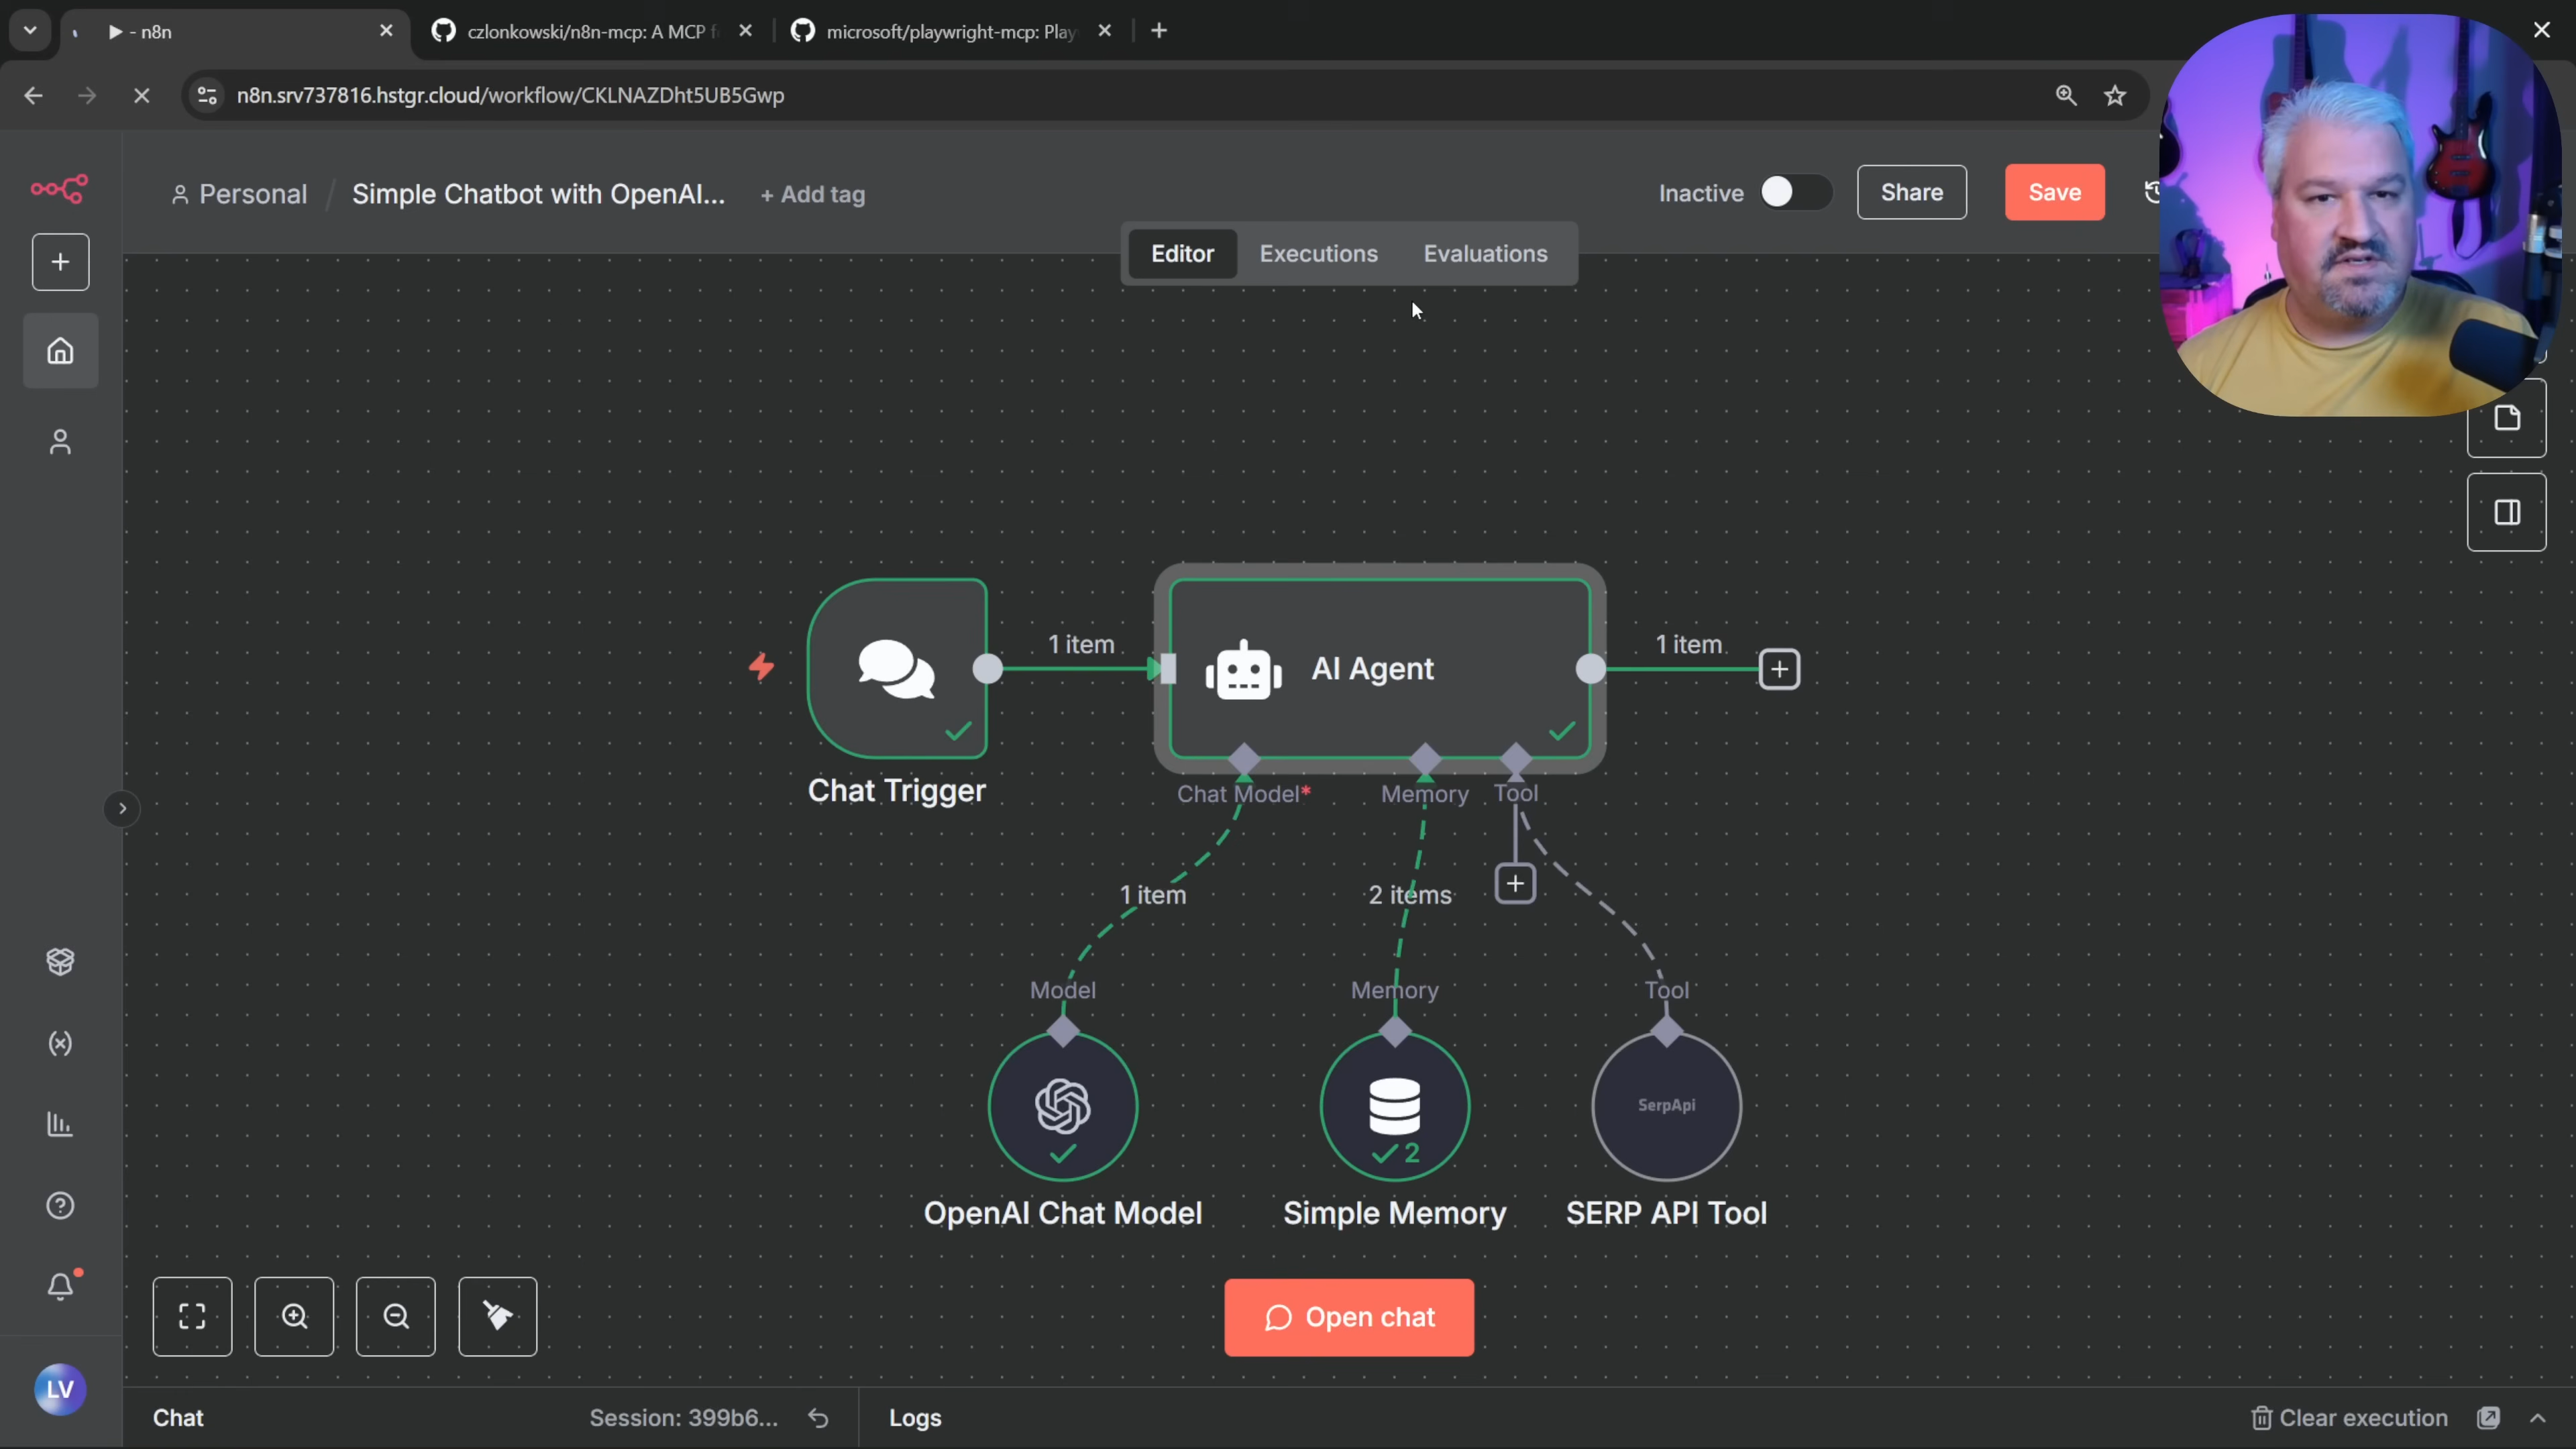 - n8n
czlonkowski/n8n-mcp: A MCP f
microsoft/playwright-mcp: Play
n8n.srv737816.hstgr.cloud/workflow/CKLNAZDht5UB5Gwp
Personal / Simple Chatbot with OpenAI... + Add tag
Inactive
Share
Save
Editor
Executions
Evaluations
1 item
AI Agent
1 item
Chat Trigger
Chat Model*
Memory
Tool
1 item
2 items
Model
Memory
Tool
SerpApi
2
OpenAI Chat Model
Simple Memory
SERP API Tool
Open chat
LV
Chat
Session: 399b6...
Logs
Clear execution